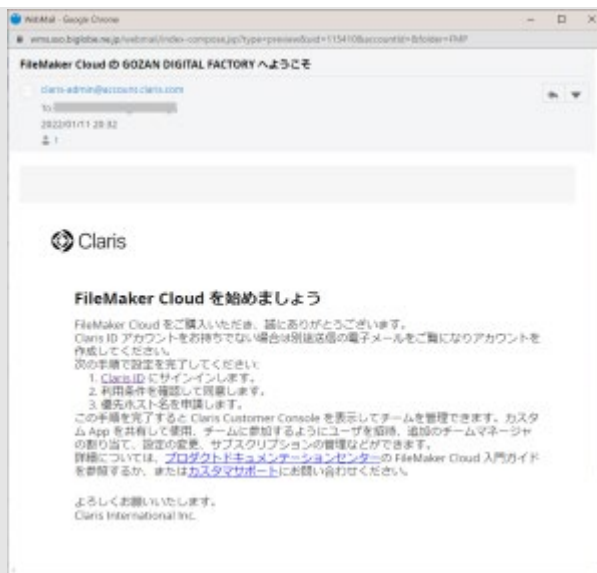 WebMail - Google Chrome
FileMaker Cloud の GOZAN DIGITAL FACTORY へようこそ
claris-admin@account.claris.com
To:
2022/01/11 20:32
1
Claris
FileMaker Cloud を始めましょう
FileMaker Cloud をご購入いただき、誠にありがとうございます。
Claris ID アカウントをお持ちでない場合は別途送信の電子メールをご覧になりアカウントを
作成してください。
次の手順で設定を完了してください:
1. Claris ID にサインインします。
2. 利用条件を確認して同意します。
3. 優先ホスト名を申請します。
この手順を完了すると Claris Customer Console を表示してチームを管理できます。カスタ
ム App を共有して使用、チームに参加するようにユーザを招待、追加のチームマネージャ
の割り当て、設定の変更、サブスクリプションの管理などができます。
詳細については、プロダクトドキュメンテーションセンターの FileMaker Cloud 入門ガイド
を参照するか、またはカスタマサポートにお問い合わせください。
よろしくお願いいたします。
Claris International Inc.